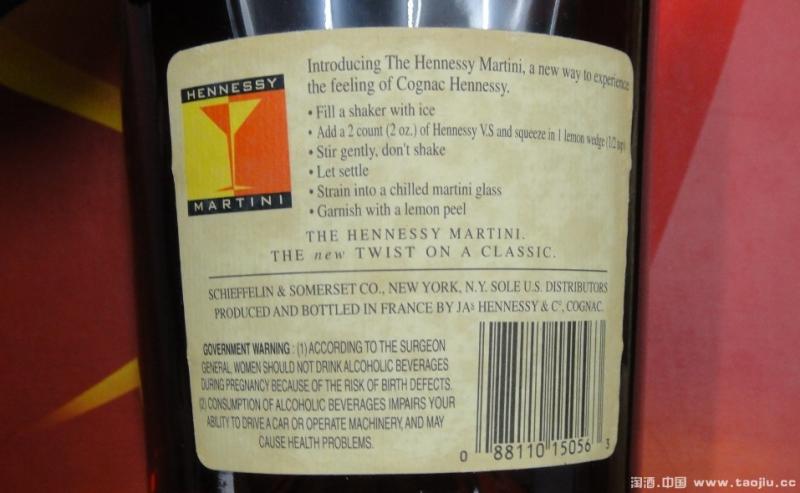 HENNESSY
MARTINI
Introducing The Hennessy Martini, a new way to experience
the feeling of Cognac Hennessy.
• Fill a shaker with ice
• Add a 2 count (2 oz.) of Hennessy V.S and squeeze in 1 lemon wedge (1/2 tsp)
• Stir gently, don't shake
• Let settle
• Strain into a chilled martini glass
• Garnish with a lemon peel
THE HENNESSY MARTINI.
THE new TWIST ON A CLASSIC.
SCHIEFFELIN & SOMERSET CO., NEW YORK, N.Y. SOLE U.S. DISTRIBUTORS
PRODUCED AND BOTTLED IN FRANCE BY JAS HENNESSY & Cº, COGNAC.
GOVERNMENT WARNING : (1) ACCORDING TO THE SURGEON
GENERAL, WOMEN SHOULD NOT DRINK ALCOHOLIC BEVERAGES
DURING PREGNANCY BECAUSE OF THE RISK OF BIRTH DEFECTS.
(2) CONSUMPTION OF ALCOHOLIC BEVERAGES IMPAIRS YOUR
ABILITY TO DRIVE A CAR OR OPERATE MACHINERY, AND MAY
CAUSE HEALTH PROBLEMS.
0 88110 15056 3
淘酒.中国 www.taojiu.cc